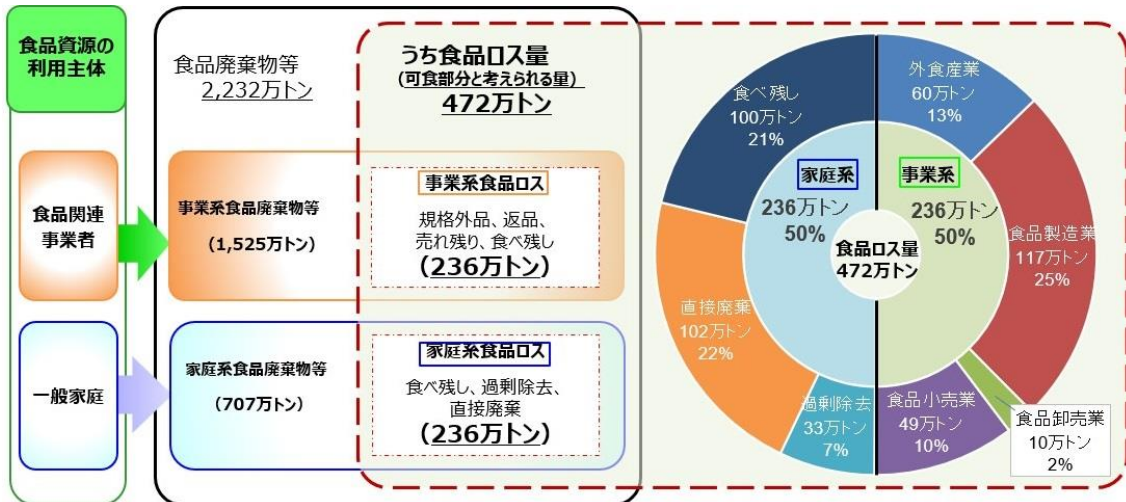 食品資源の
利用主体
食品関連
事業者
一般家庭
食品廃棄物等
2,232万トン
うち食品ロス量
(可食部分と考えられる量)
472万トン
事業系食品廃棄物等
(1,525万トン)
事業系食品ロス
規格外品、返品、
売れ残り、食べ残し
(236万トン)
家庭系食品廃棄物等
(707万トン)
家庭系食品ロス
食べ残し、過剰除去、
直接廃棄
(236万トン)
食べ残し
100万トン
21%
外食産業
60万トン
13%
家庭系
236万トン
50%
事業系
236万トン
50%
食品ロス量
472万トン
食品製造業
117万トン
25%
直接廃棄
102万トン
22%
過剰除去
33万トン
7%
食品小売業
49万トン
10%
食品卸売業
10万トン
2%